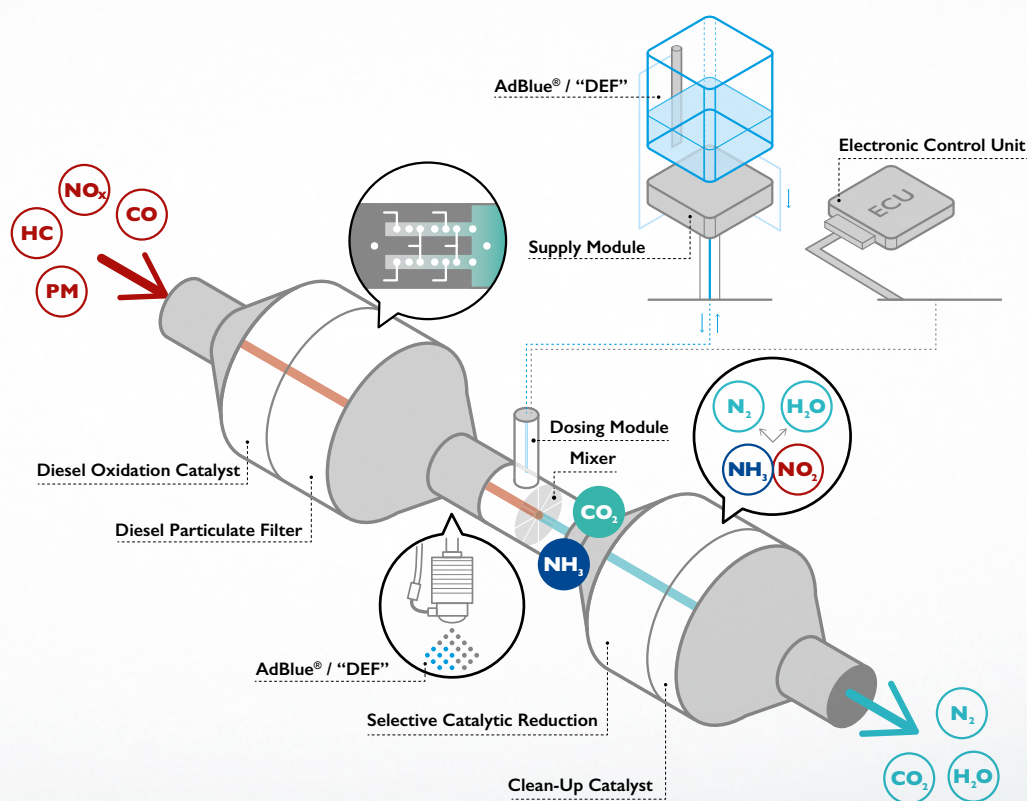 AdBlue® / “DEF”
Electronic Control Unit
ECU
Supply Module
NOₓ
CO
HC
PM
N₂
H₂O
NH₃
NO₂
Dosing Module
Mixer
Diesel Oxidation Catalyst
Diesel Particulate Filter
CO₂
NH₃
AdBlue® / “DEF”
Selective Catalytic Reduction
Clean-Up Catalyst
N₂
CO₂
H₂O